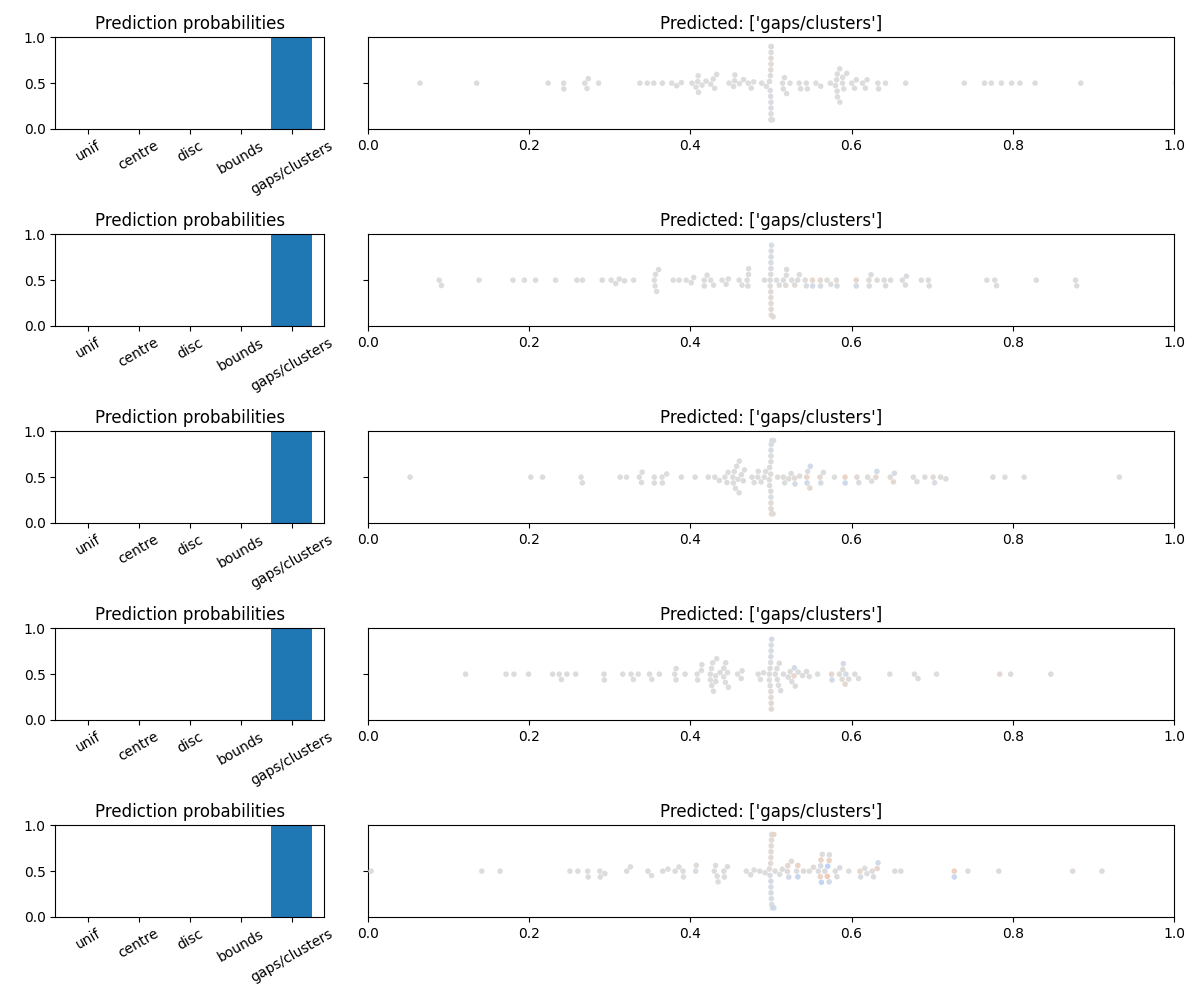 Prediction probabilities
Predicted: ['gaps/clusters']
1.0
0.5
0.0
unif
centre
disc
bounds
gaps/clusters
0.0 0.2 0.4 0.6 0.8 1.0
Prediction probabilities
Predicted: ['gaps/clusters']
1.0
0.5
0.0
unif
centre
disc
bounds
gaps/clusters
0.0 0.2 0.4 0.6 0.8 1.0
Prediction probabilities
Predicted: ['gaps/clusters']
1.0
0.5
0.0
unif
centre
disc
bounds
gaps/clusters
0.0 0.2 0.4 0.6 0.8 1.0
Prediction probabilities
Predicted: ['gaps/clusters']
1.0
0.5
0.0
unif
centre
disc
bounds
gaps/clusters
0.0 0.2 0.4 0.6 0.8 1.0
Prediction probabilities
Predicted: ['gaps/clusters']
1.0
0.5
0.0
unif
centre
disc
bounds
gaps/clusters
0.0 0.2 0.4 0.6 0.8 1.0